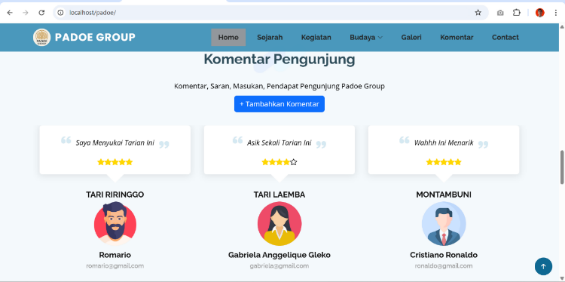 localhost/padoe/
PADOE GROUP
Home Sejarah Kegiatan Budaya Galeri Komentar Contact
Komentar Pengunjung
Komentar, Saran, Masukan, Pendapat Pengunjung Padoe Group
+ Tambahkan Komentar
Saya Menyukai Tarian Ini
Asik Sekali Tarian Ini
Wahhh Ini Menarik
TARI RIRINGGO
TARI LAEMBA
MONTAMBUNI
Romario
Gabriela Anggelique Gleko
Cristiano Ronaldo
romario@gmail.com
gabriela@gmail.com
ronaldo@gmail.com